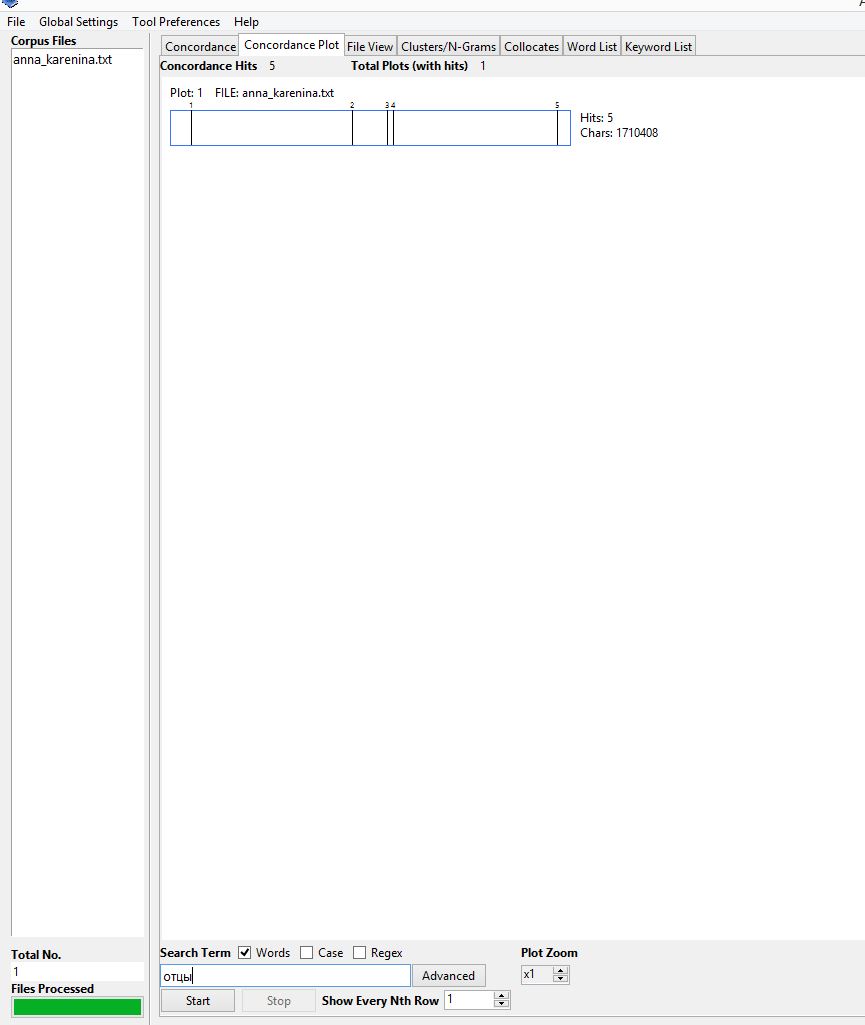 File Global Settings Tool Preferences Help
Corpus Files
anna_karenina.txt
Concordance Concordance Plot File View Clusters/N-Grams Collocates Word List Keyword List
Concordance Hits 5 Total Plots (with hits) 1
Plot: 1 FILE: anna_karenina.txt
1 2 3 4 5
Hits: 5
Chars: 1710408
Total No.
1
Files Processed
Search Term Words Case Regex Plot Zoom
отцы Advanced x1
Start Stop Show Every Nth Row 1